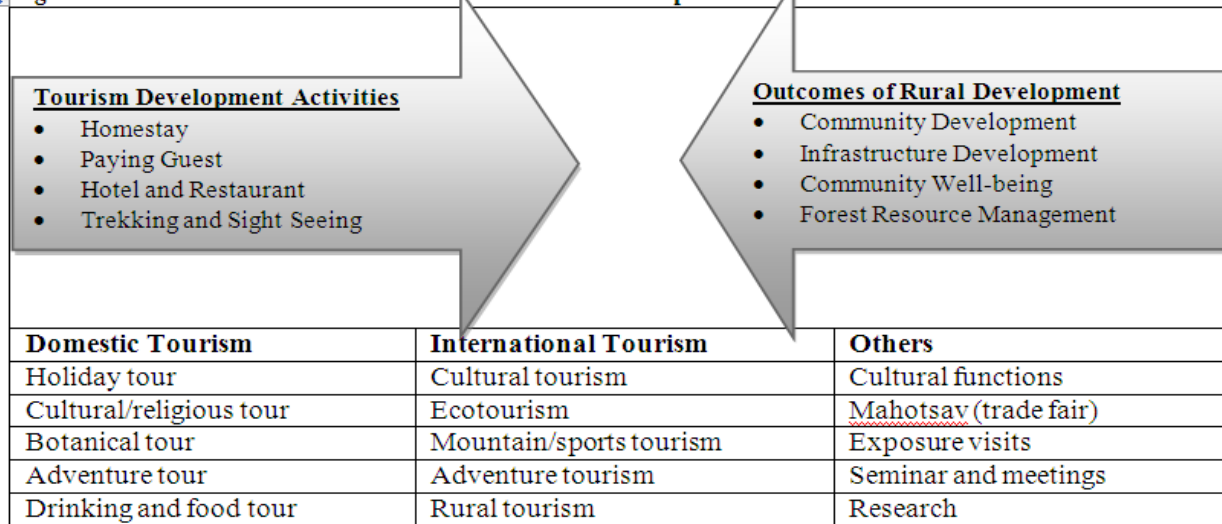 Tourism Development Activities
• Homestay
• Paying Guest
• Hotel and Restaurant
• Trekking and Sight Seeing
Outcomes of Rural Development
• Community Development
• Infrastructure Development
• Community Well-being
• Forest Resource Management
Domestic Tourism International Tourism Others
Holiday tour Cultural tourism Cultural functions
Cultural/religious tour Ecotourism Mahotsav (trade fair)
Botanical tour Mountain/sports tourism Exposure visits
Adventure tour Adventure tourism Seminar and meetings
Drinking and food tour Rural tourism Research